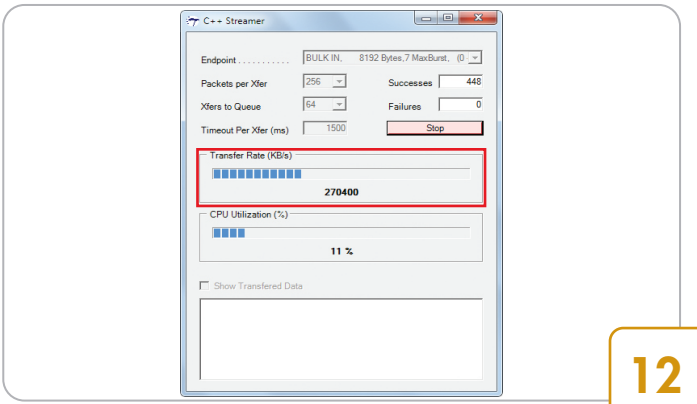 C++ Streamer
Endpoint . . . . . . . . . . . BULK IN, 8192 Bytes,7 MaxBurst, (0
Packets per Xfer 256 Successes 448
Xfers to Queue 64 Failures 0
Timeout Per Xfer (ms) 1500 Stop
Transfer Rate (KB/s)
270400
CPU Utilization (%)
11 %
Show Transfered Data
12